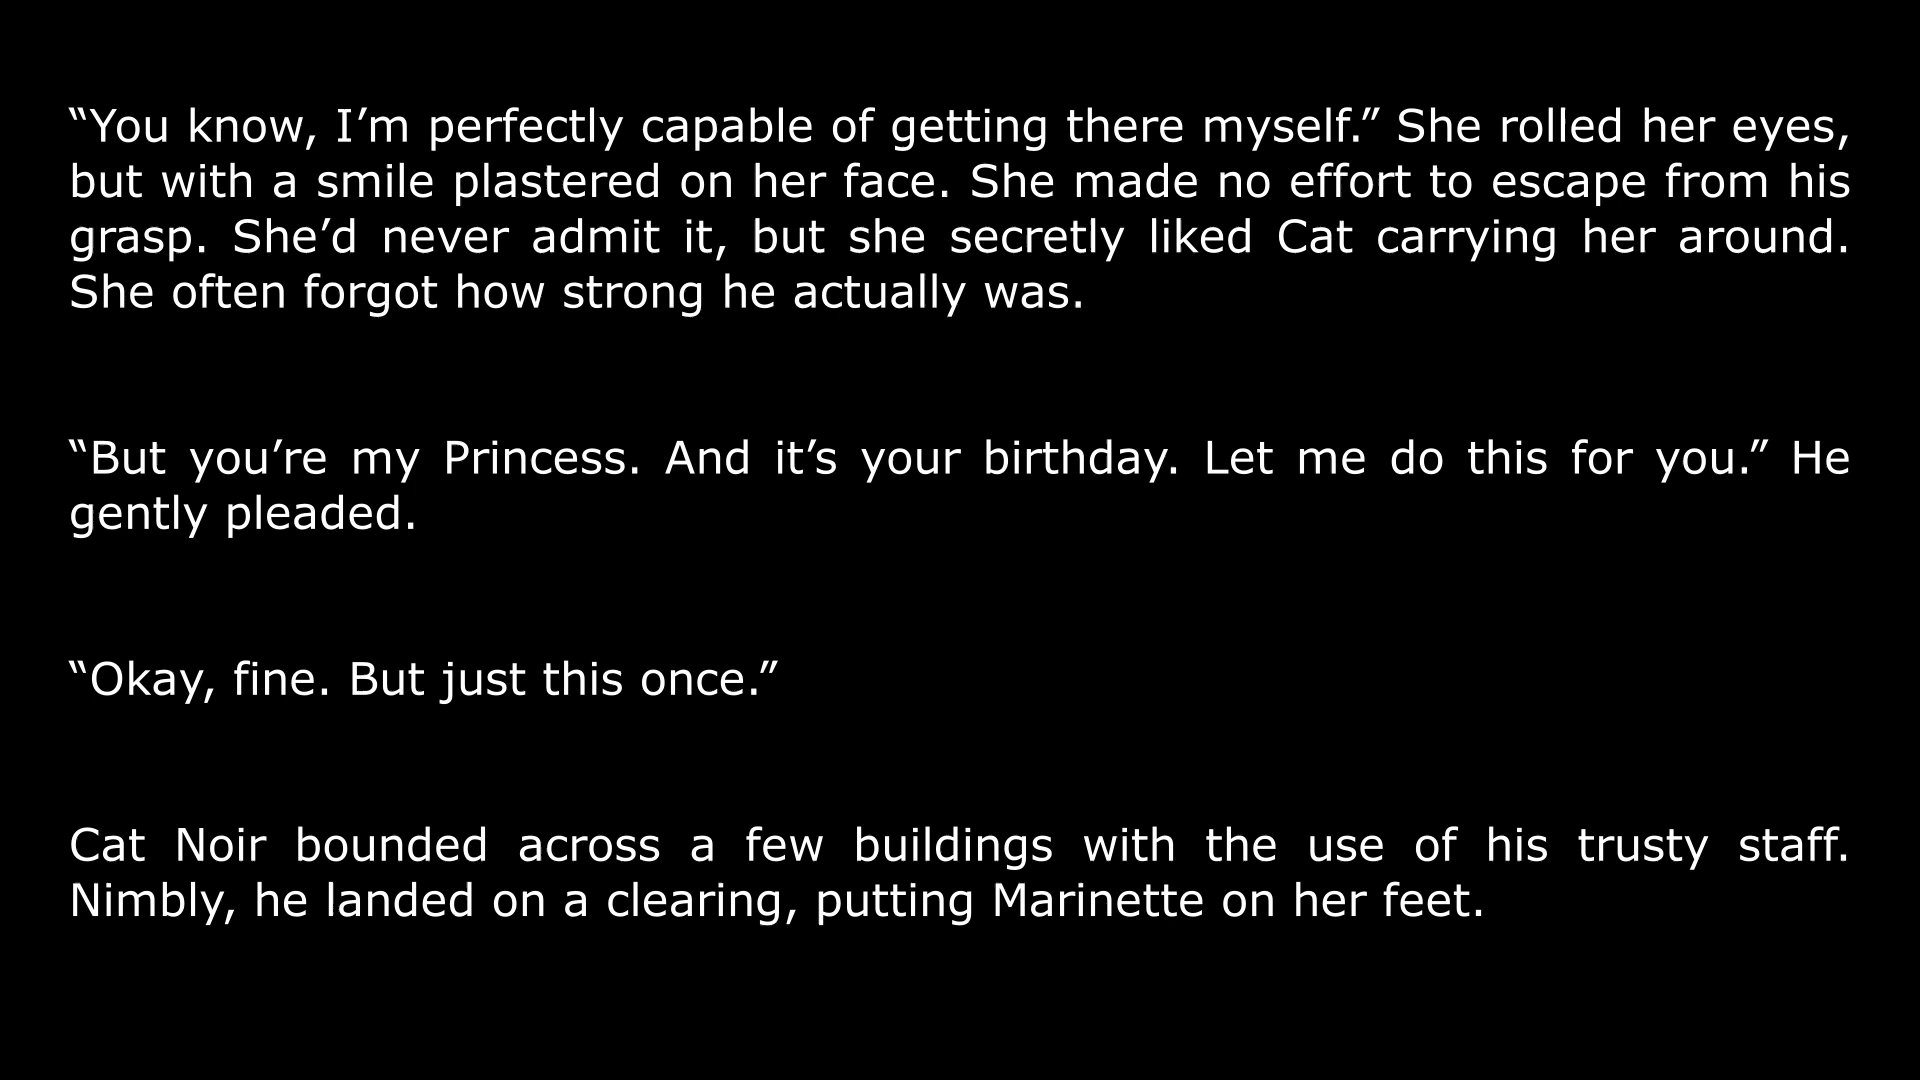 “You know, I’m perfectly capable of getting there myself.” She rolled her eyes,
but with a smile plastered on her face. She made no effort to escape from his
grasp. She’d never admit it, but she secretly liked Cat carrying her around.
She often forgot how strong he actually was.
“But you’re my Princess. And it’s your birthday. Let me do this for you.” He
gently pleaded.
“Okay, fine. But just this once.”
Cat Noir bounded across a few buildings with the use of his trusty staff.
Nimbly, he landed on a clearing, putting Marinette on her feet.